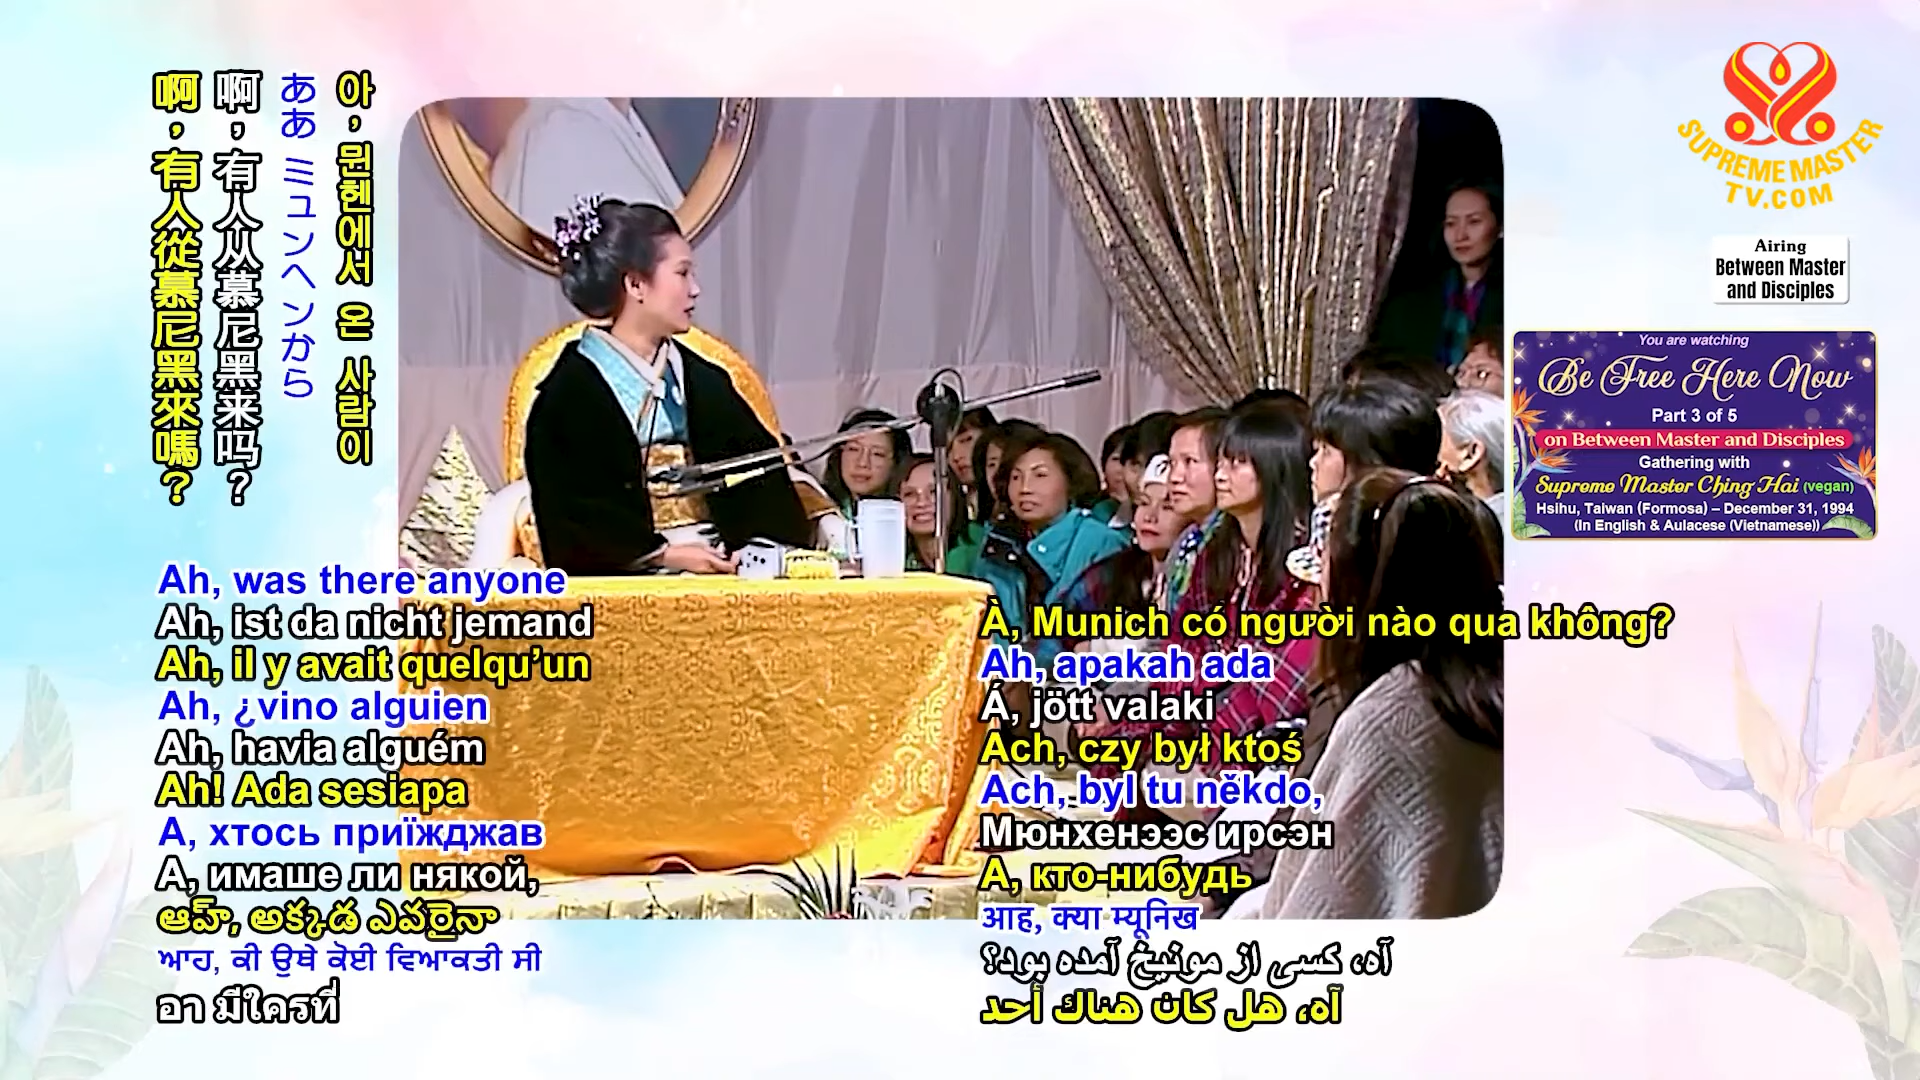 아, 뮌헨에서 온 사람이
ああ ミュンヘンから
啊，有人从慕尼黑来吗？
啊，有人從慕尼黑來嗎？
SUPREME MASTER
TV.COM
Airing
Between Master
and Disciples
You are watching
Be Free Here Now
Part 3 of 5
on Between Master and Disciples
Gathering with
Supreme Master Ching Hai (vegan)
Hsihu, Taiwan (Formosa) – December 31, 1994
(In English & Aulacese (Vietnamese))
Ah, was there anyone
Ah, ist da nicht jemand
Ah, il y avait quelqu’un
Ah, ¿vino alguien
Ah, havia alguém
Ah! Ada sesiapa
А, хтось приїжджав
А, имаше ли някой,
ఆహ్, అక్కడ ఎవరైనా
ਆਹ, ਕੀ ਉਥੇ ਕੋਈ ਵਿਆਕਤੀ ਸੀ
อา มีใครที่
À, Munich có người nào qua không?
Ah, apakah ada
Á, jött valaki
Ach, czy był ktoś
Ach, byl tu někdo,
Мюнхенээс ирсэн
А, кто-нибудь
आह, क्या म्यूनिख
آه، کسی از مونیخ آمده بود؟
آه، هل كان هناك أحد